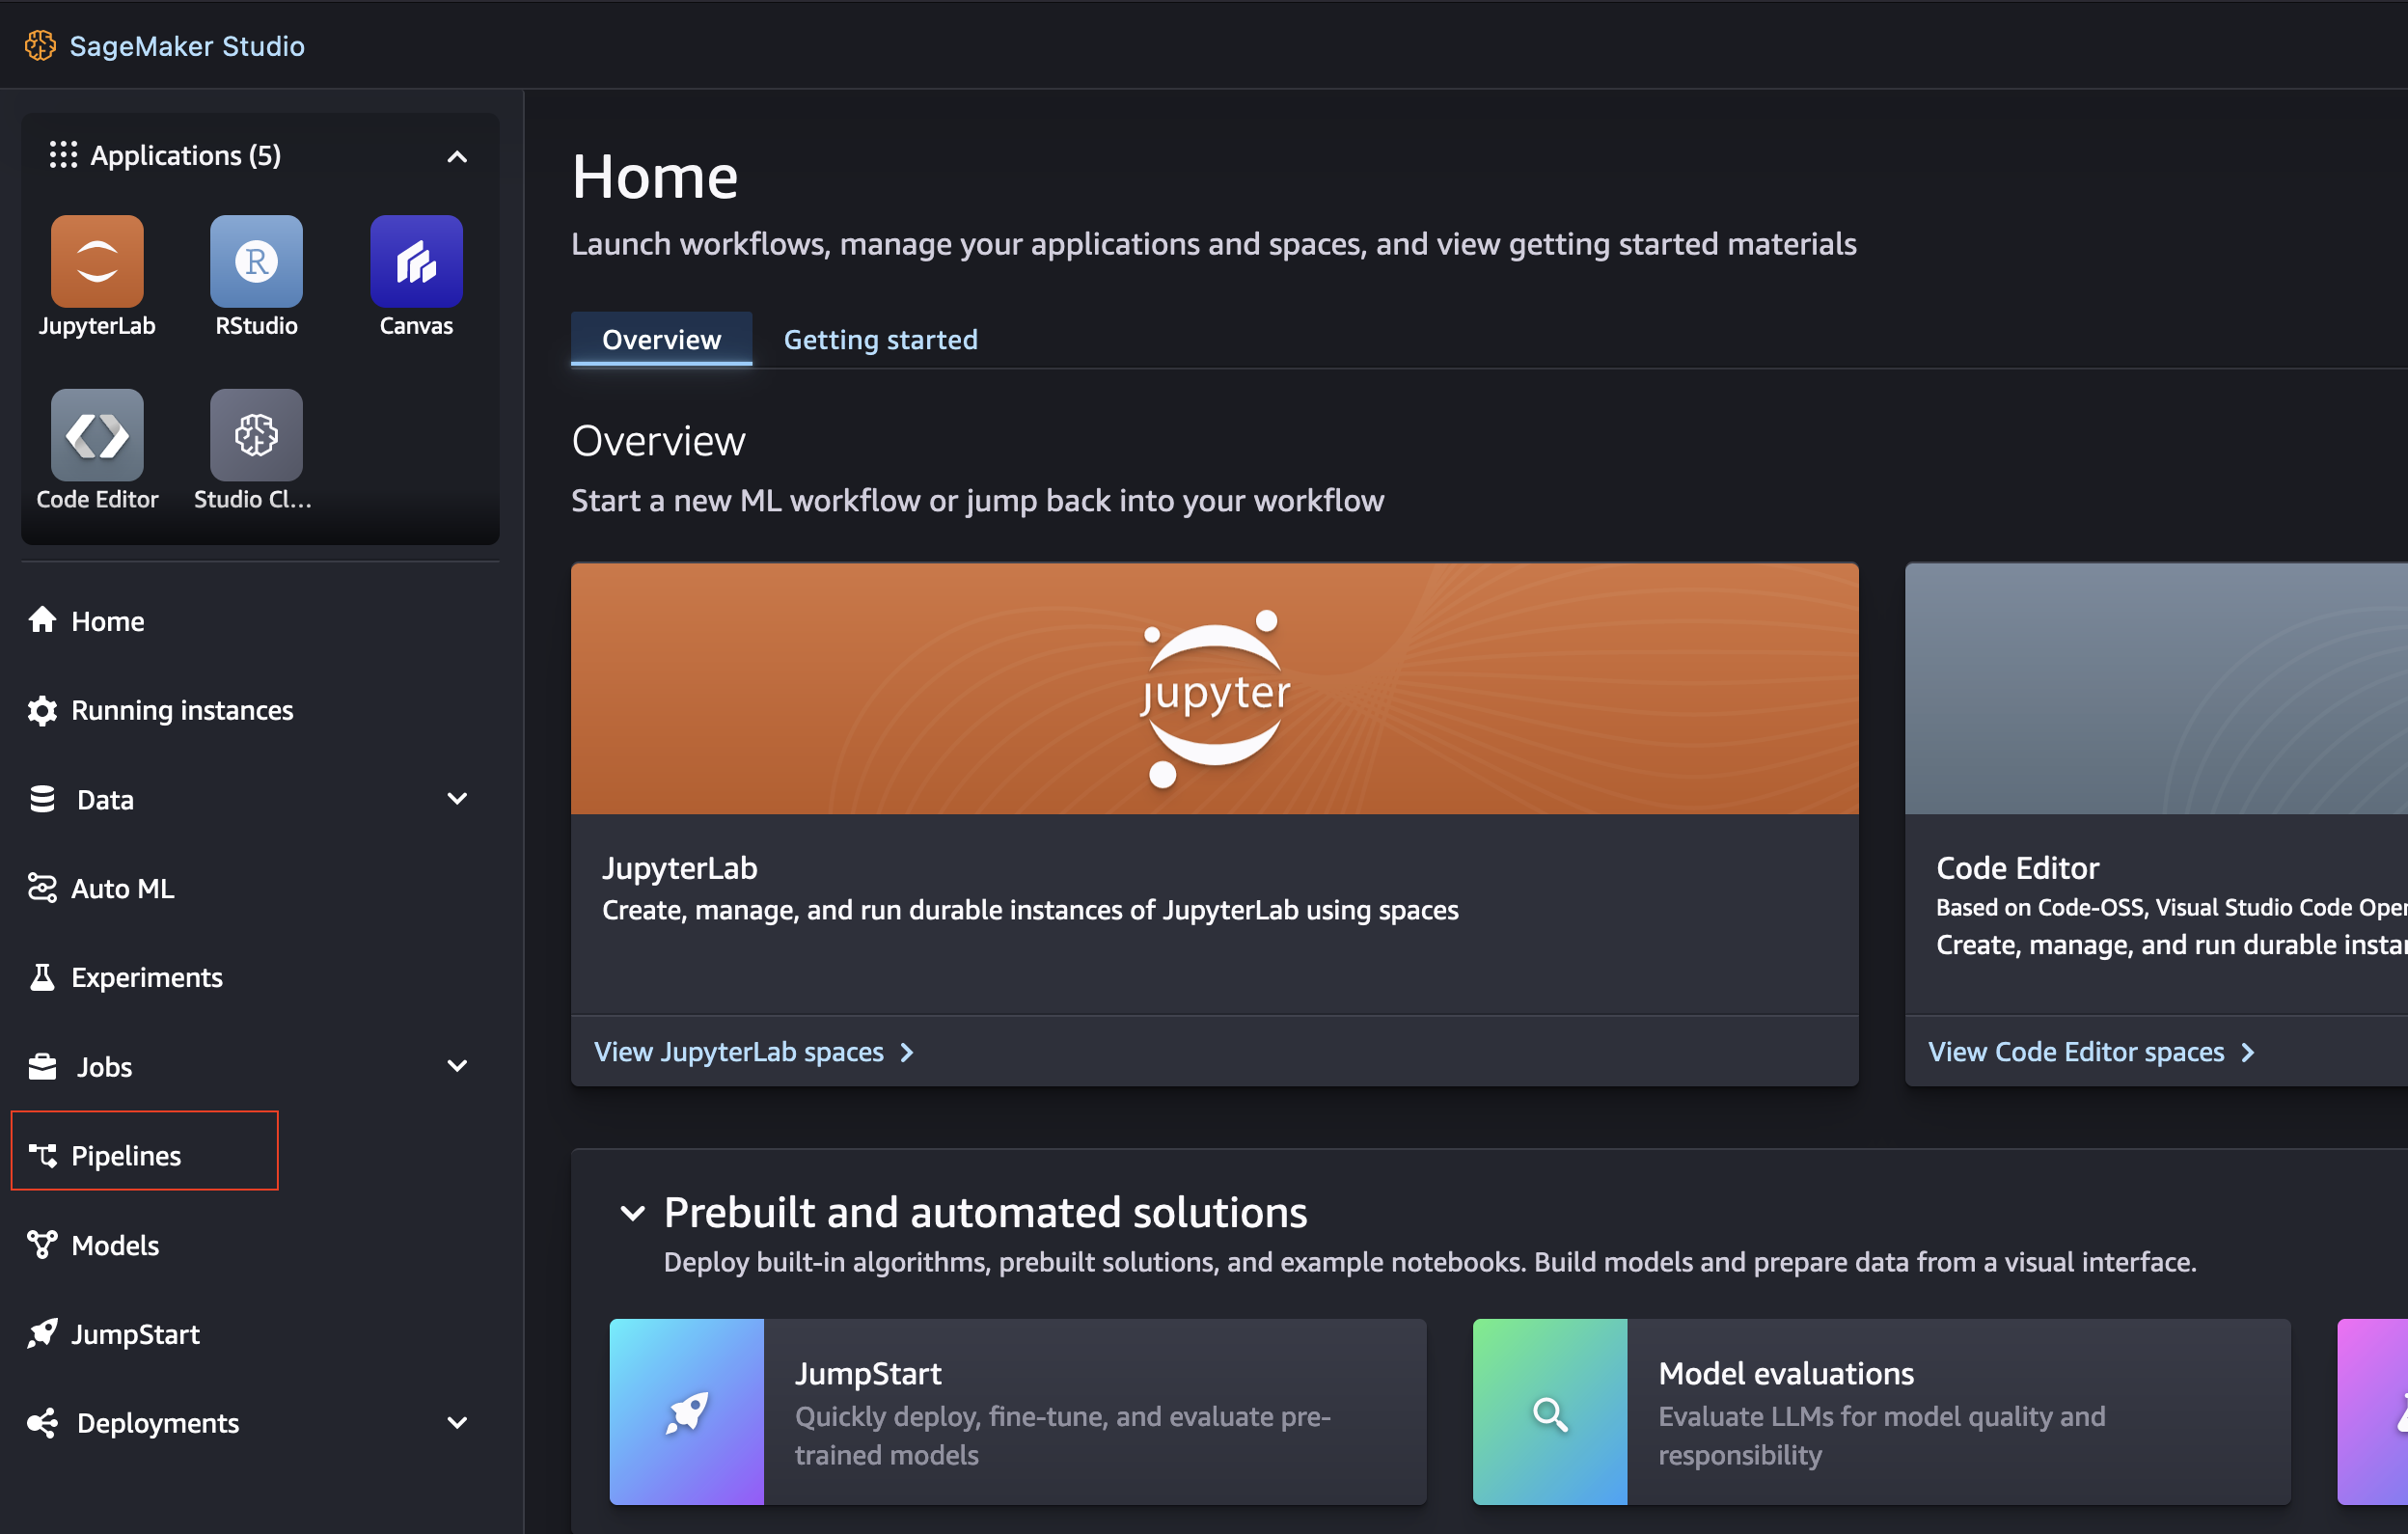 SageMaker Studio
Applications (5)
JupyterLab
RStudio
Canvas
Code Editor
Studio Cl...
Home
Running instances
Data
Auto ML
Experiments
Jobs
Pipelines
Models
JumpStart
Deployments
Home
Launch workflows, manage your applications and spaces, and view getting started materials
Overview
Getting started
Overview
Start a new ML workflow or jump back into your workflow
jupyter
JupyterLab
Create, manage, and run durable instances of JupyterLab using spaces
View JupyterLab spaces
Code Editor
Based on Code-OSS, Visual Studio Code
Create, manage, and run durable
View Code Editor spaces
Prebuilt and automated solutions
Deploy built-in algorithms, prebuilt solutions, and example notebooks. Build models and prepare data from a visual interface.
JumpStart
Quickly deploy, fine-tune, and evaluate pre-
trained models
Model evaluations
Evaluate LLMs for model quality and
responsibility